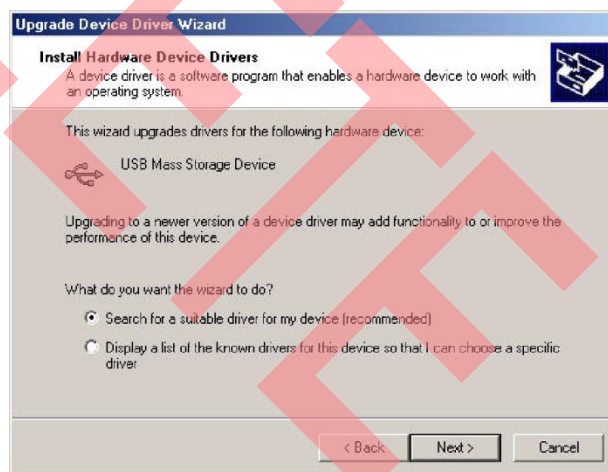 Upgrade Device Driver Wizard
Install Hardware Device Drivers
A device driver is a software program that enables a hardware device to work with
an operating system.
This wizard upgrades drivers for the following hardware device:
USB Mass Storage Device
Upgrading to a newer version of a device driver may add functionality to or improve the
performance of this device.
What do you want the wizard to do?
Search for a suitable driver for my device (recommended)
Display a list of the known drivers for this device so that I can choose a specific
driver
< Back
Next >
Cancel